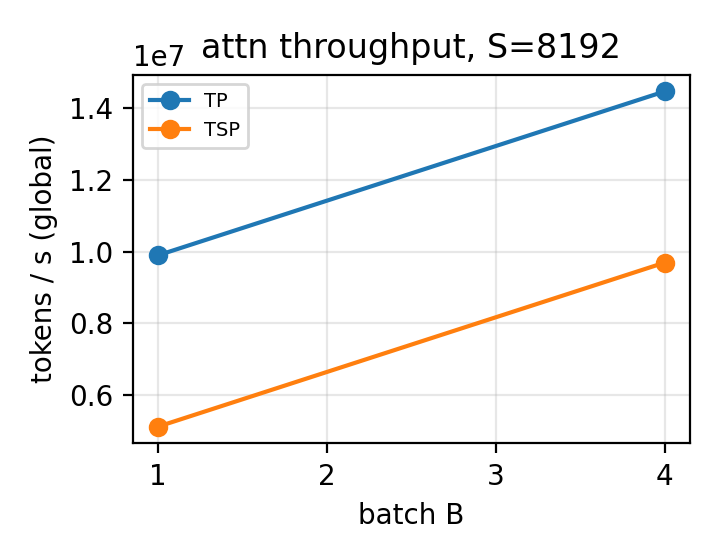 1e7 attn throughput, S=8192
TP
TSP
1.4
1.2
1.0
0.8
0.6
tokens / s (global)
1 2 3 4
batch B